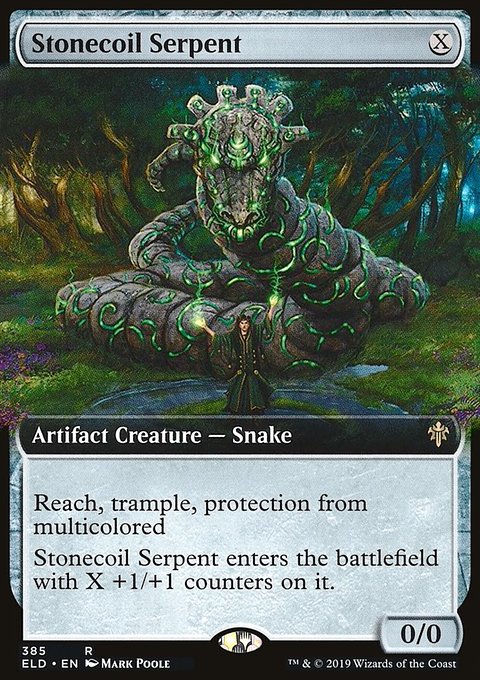 Stonecoil Serpent X
Artifact Creature — Snake
Reach, trample, protection from
multicolored
Stonecoil Serpent enters the battlefield
with X +1/+1 counters on it.
0/0
385 R
ELD • EN Mark Poole
™ & © 2019 Wizards of the Coast